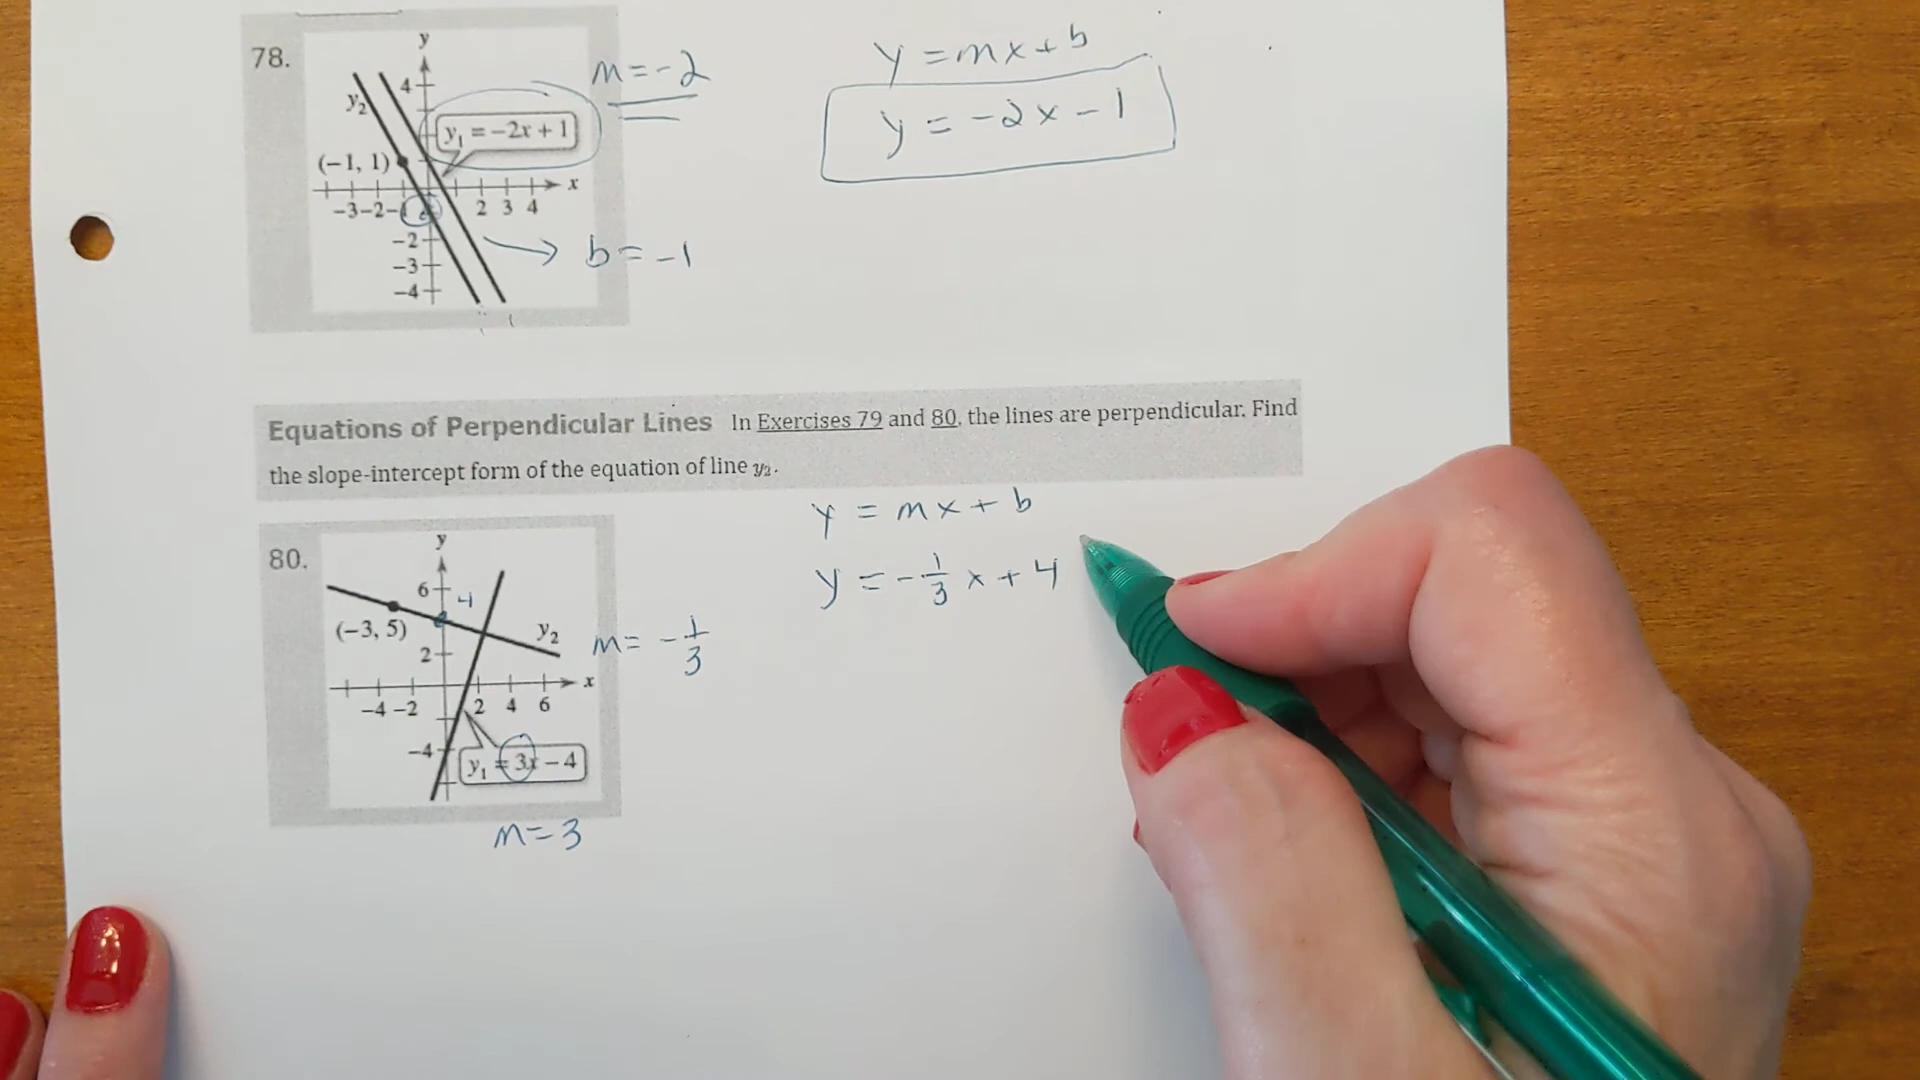 78.
y
4
y₂
y₁ = −2x + 1
(−1, 1)
x
−3 −2 −1
2 3 4
−2
−3
−4
m = -2
b = -1
y = mx + b
y = -2x - 1
Equations of Perpendicular Lines In Exercises 79 and 80, the lines are perpendicular. Find
the slope-intercept form of the equation of line y₂.
80.
y
6
4
(−3, 5)
y₂
2
x
−4 −2
2 4 6
−4
y₁ = 3x − 4
m = 3
m = -1/3
y = mx + b
y = -1/3 x + 4